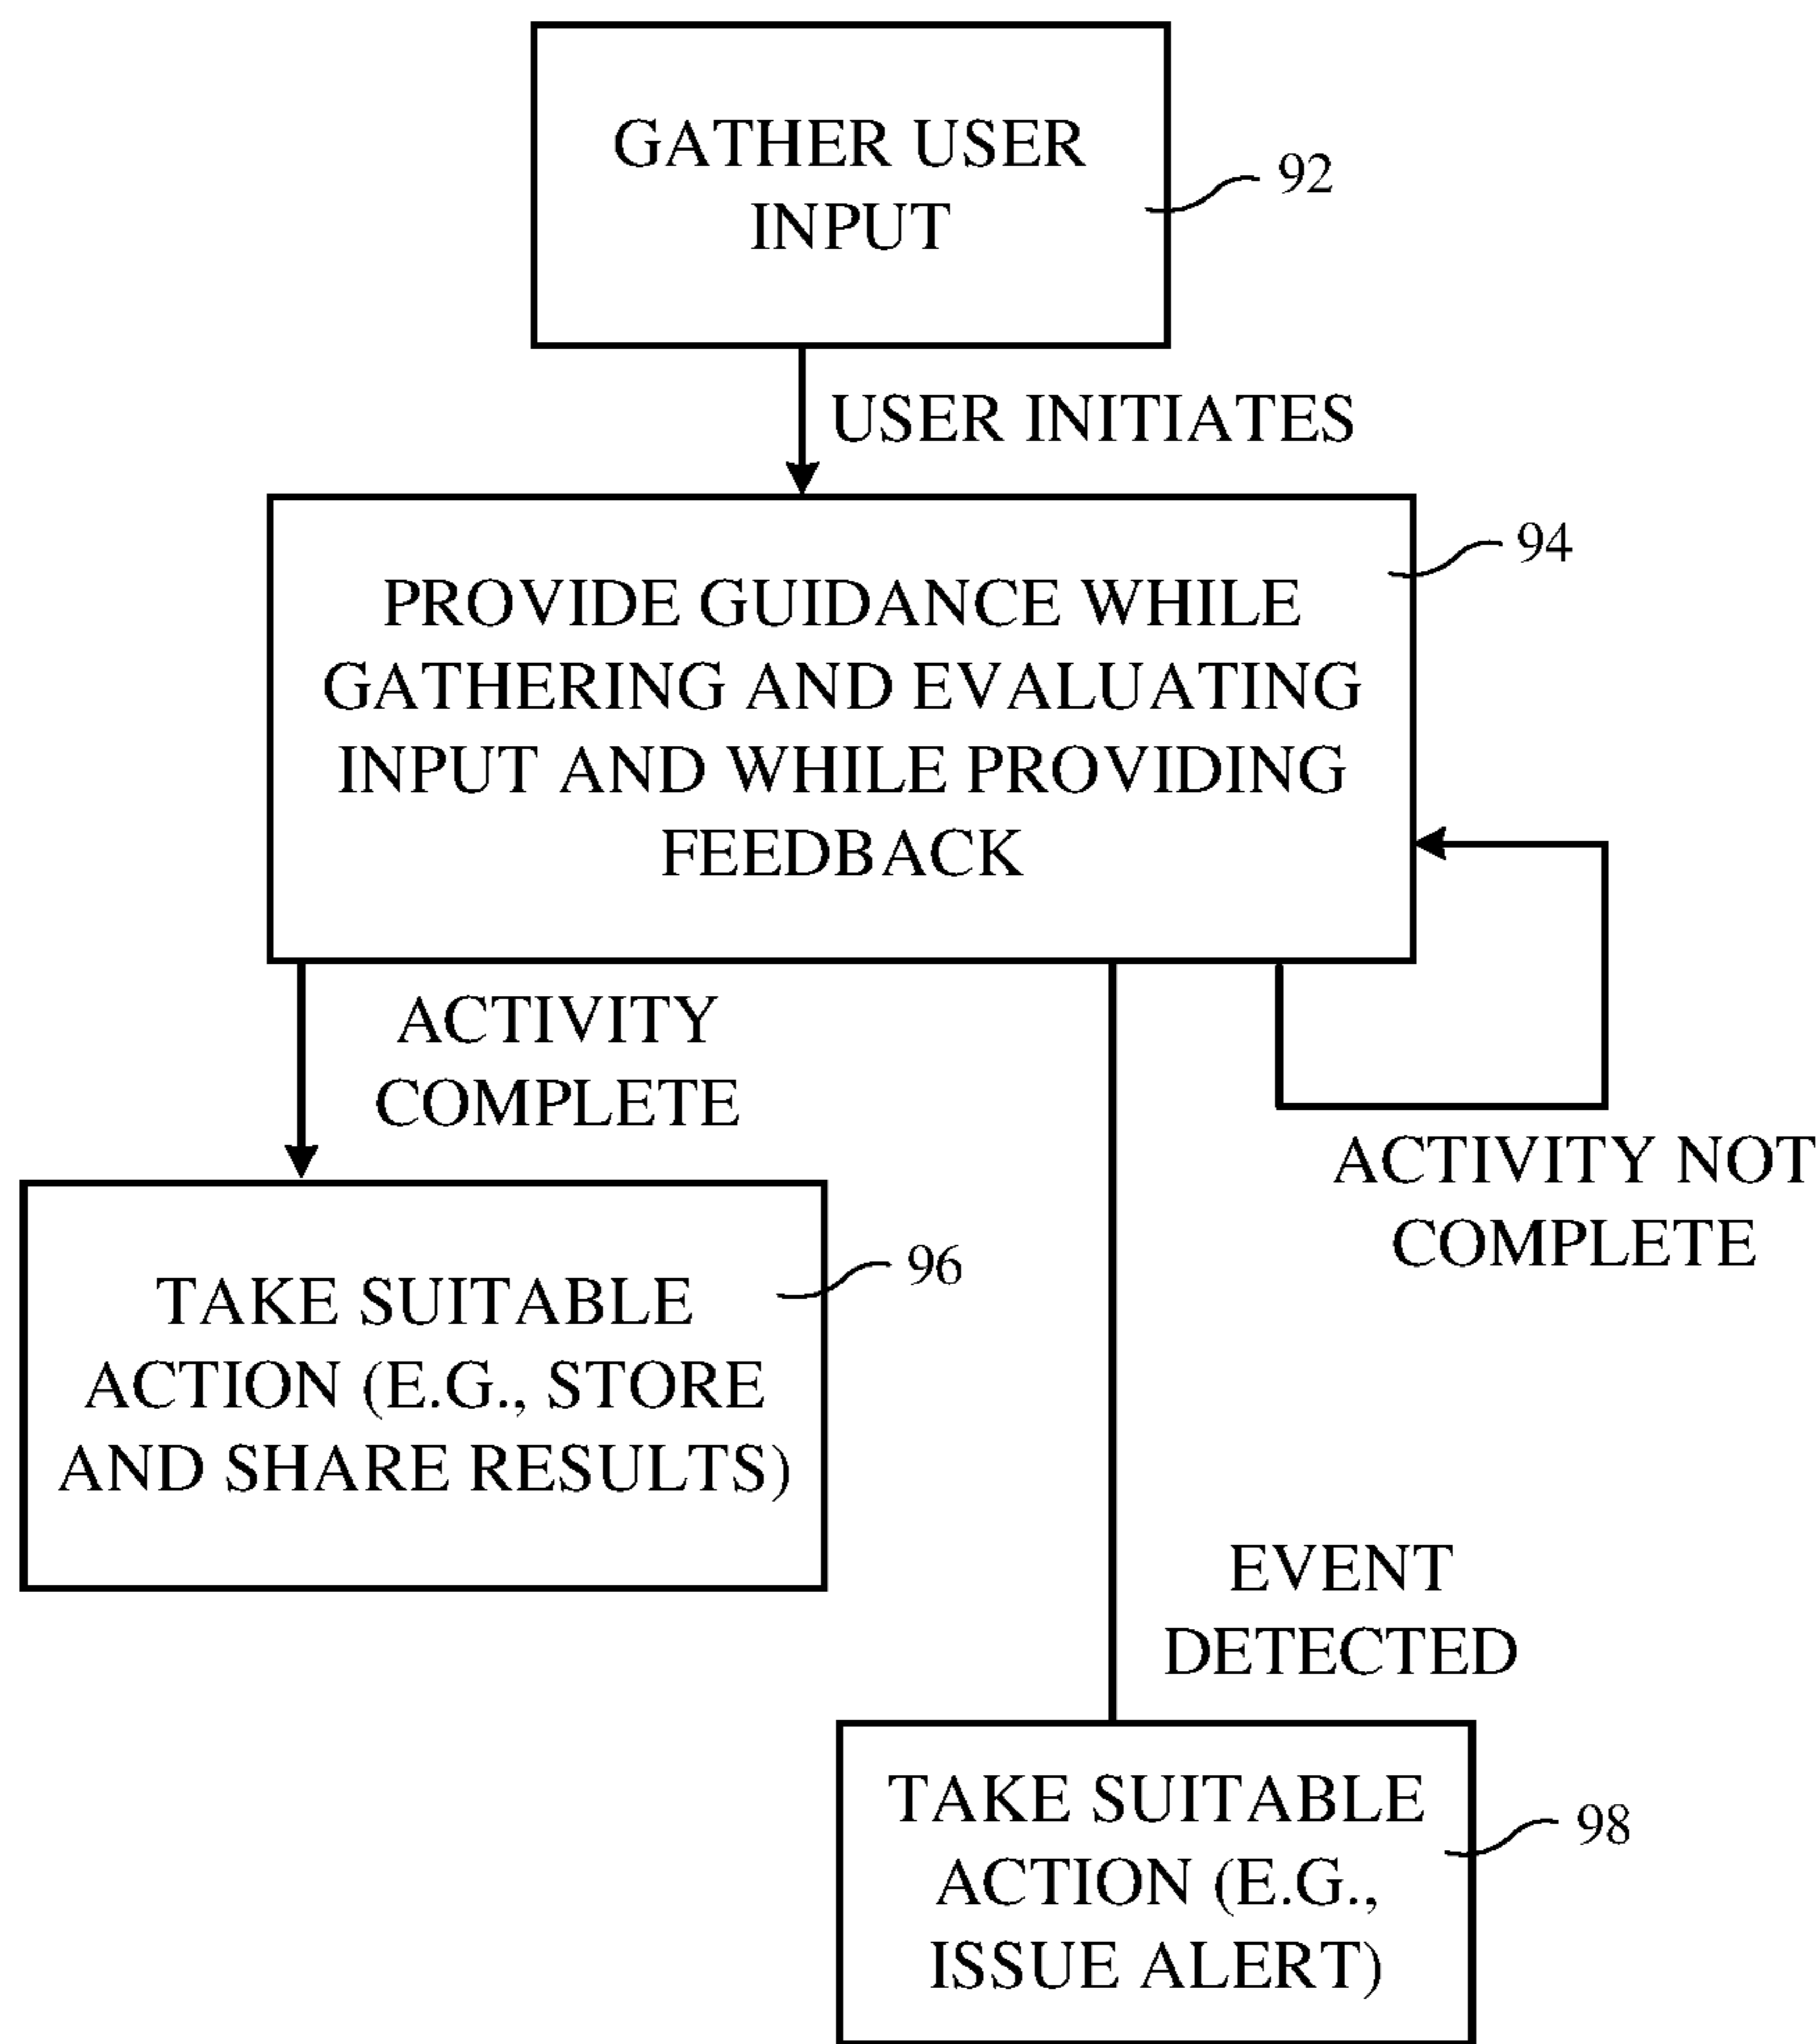 GATHER USER
INPUT
92
USER INITIATES
94
PROVIDE GUIDANCE WHILE
GATHERING AND EVALUATING
INPUT AND WHILE PROVIDING
FEEDBACK
ACTIVITY
COMPLETE
ACTIVITY NOT
COMPLETE
96
TAKE SUITABLE
ACTION (E.G., STORE
AND SHARE RESULTS)
EVENT
DETECTED
TAKE SUITABLE
ACTION (E.G.,
ISSUE ALERT)
98